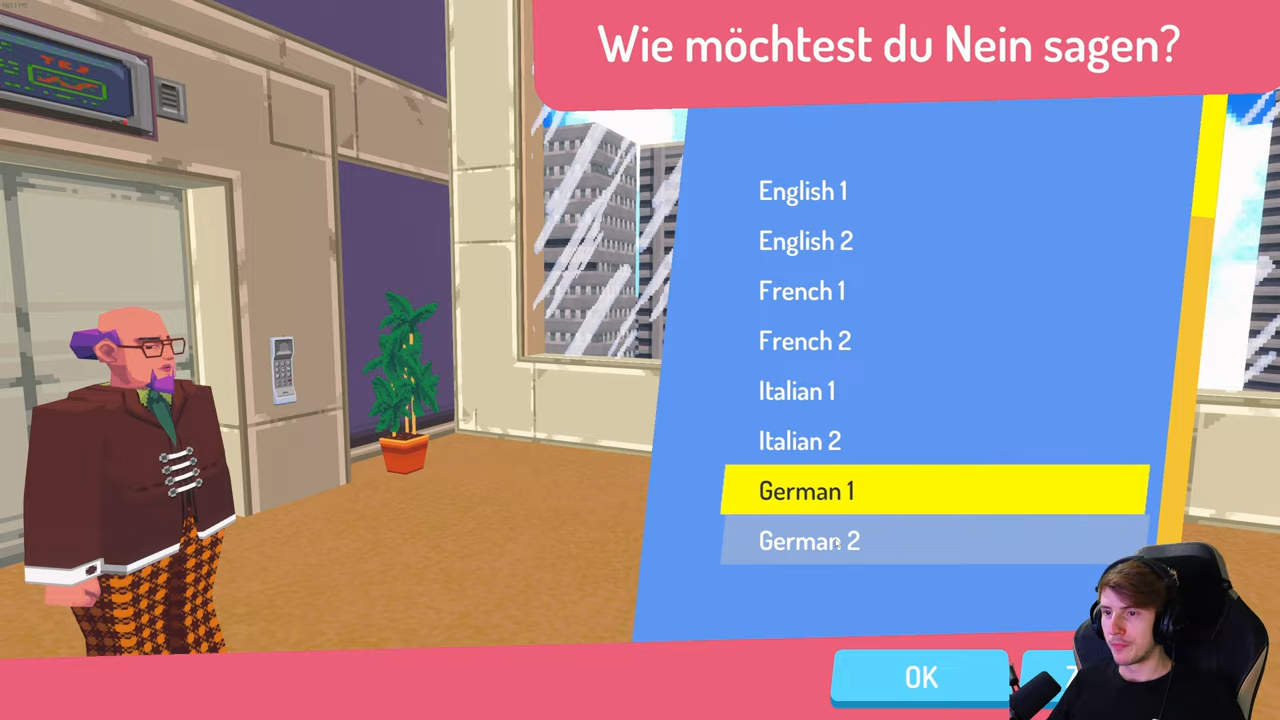 Wie möchtest du Nein sagen?
English 1
English 2
French 1
French 2
Italian 1
Italian 2
German 1
German 2
OK